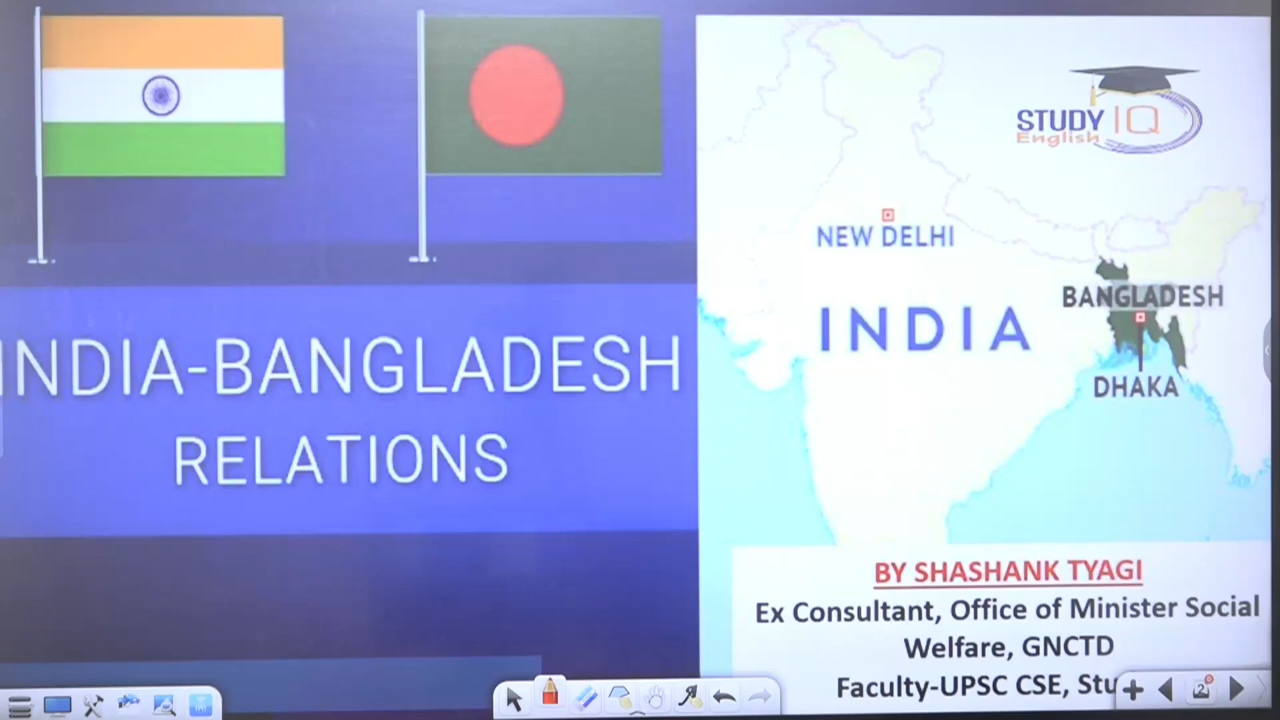 INDIA-BANGLADESH
RELATIONS
STUDY IQ
English
NEW DELHI
BANGLADESH
INDIA
DHAKA
BY SHASHANK TYAGI
Ex Consultant, Office of Minister Social
Welfare, GNCTD
Faculty-UPSC CSE,
2